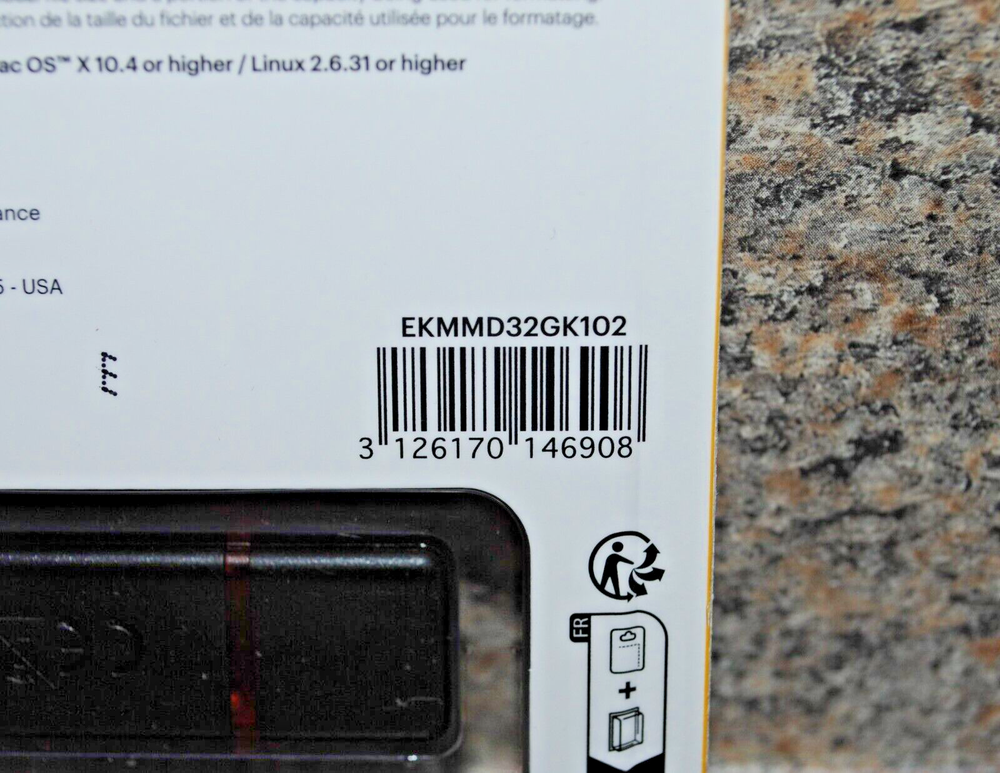 tion de la taille du fichier et de la capacité utilisée pour le formatage.
ac OS™ X 10.4 or higher / Linux 2.6.31 or higher
ance
5 - USA
EKMMD32GK102
3 126170 146908
FR
+